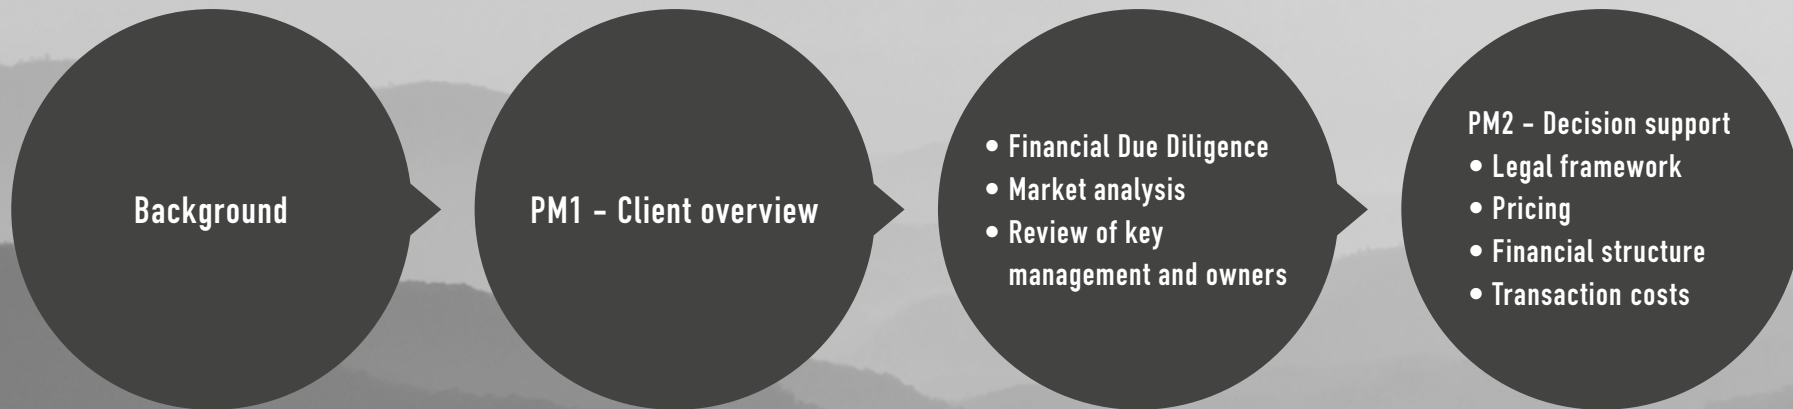 Background
PM1 - Client overview
• Financial Due Diligence
• Market analysis
• Review of key
management and owners
PM2 - Decision support
• Legal framework
• Pricing
• Financial structure
• Transaction costs